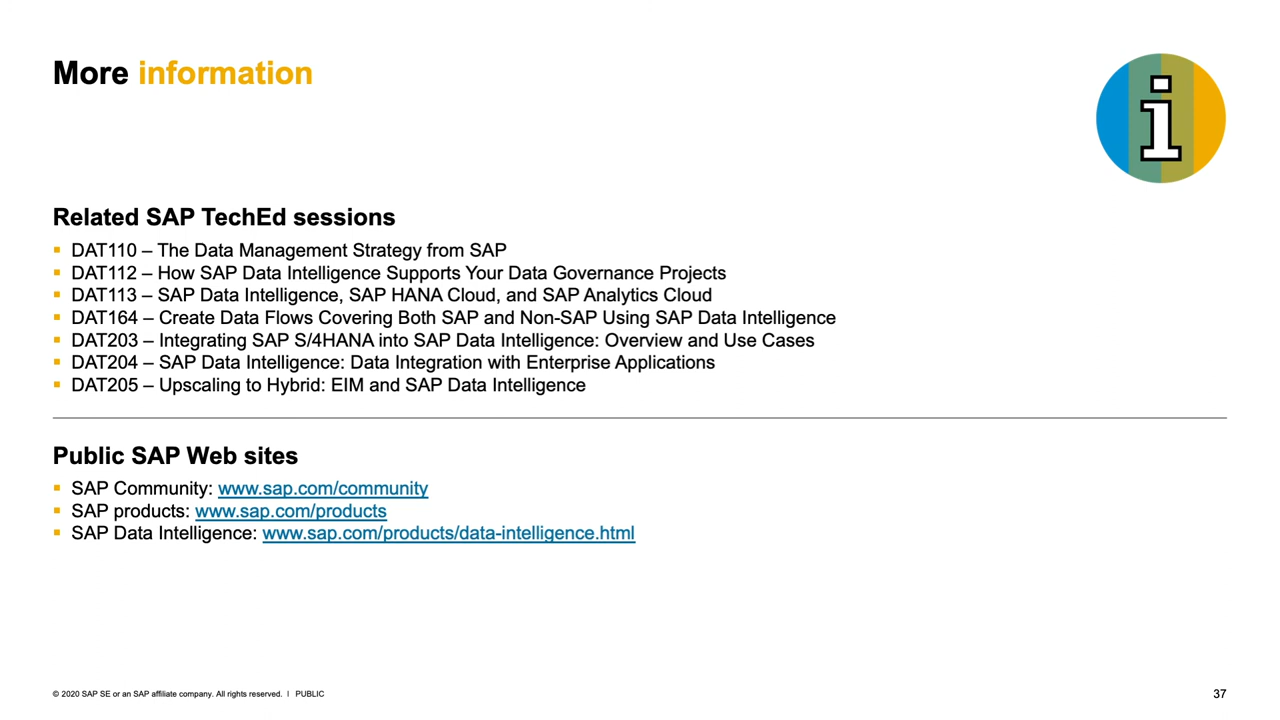 More information
i
Related SAP TechEd sessions
▪ DAT110 – The Data Management Strategy from SAP
▪ DAT112 – How SAP Data Intelligence Supports Your Data Governance Projects
▪ DAT113 – SAP Data Intelligence, SAP HANA Cloud, and SAP Analytics Cloud
▪ DAT164 – Create Data Flows Covering Both SAP and Non-SAP Using SAP Data Intelligence
▪ DAT203 – Integrating SAP S/4HANA into SAP Data Intelligence: Overview and Use Cases
▪ DAT204 – SAP Data Intelligence: Data Integration with Enterprise Applications
▪ DAT205 – Upscaling to Hybrid: EIM and SAP Data Intelligence
Public SAP Web sites
▪ SAP Community: www.sap.com/community
▪ SAP products: www.sap.com/products
▪ SAP Data Intelligence: www.sap.com/products/data-intelligence.html
© 2020 SAP SE or an SAP affiliate company. All rights reserved. | PUBLIC
37